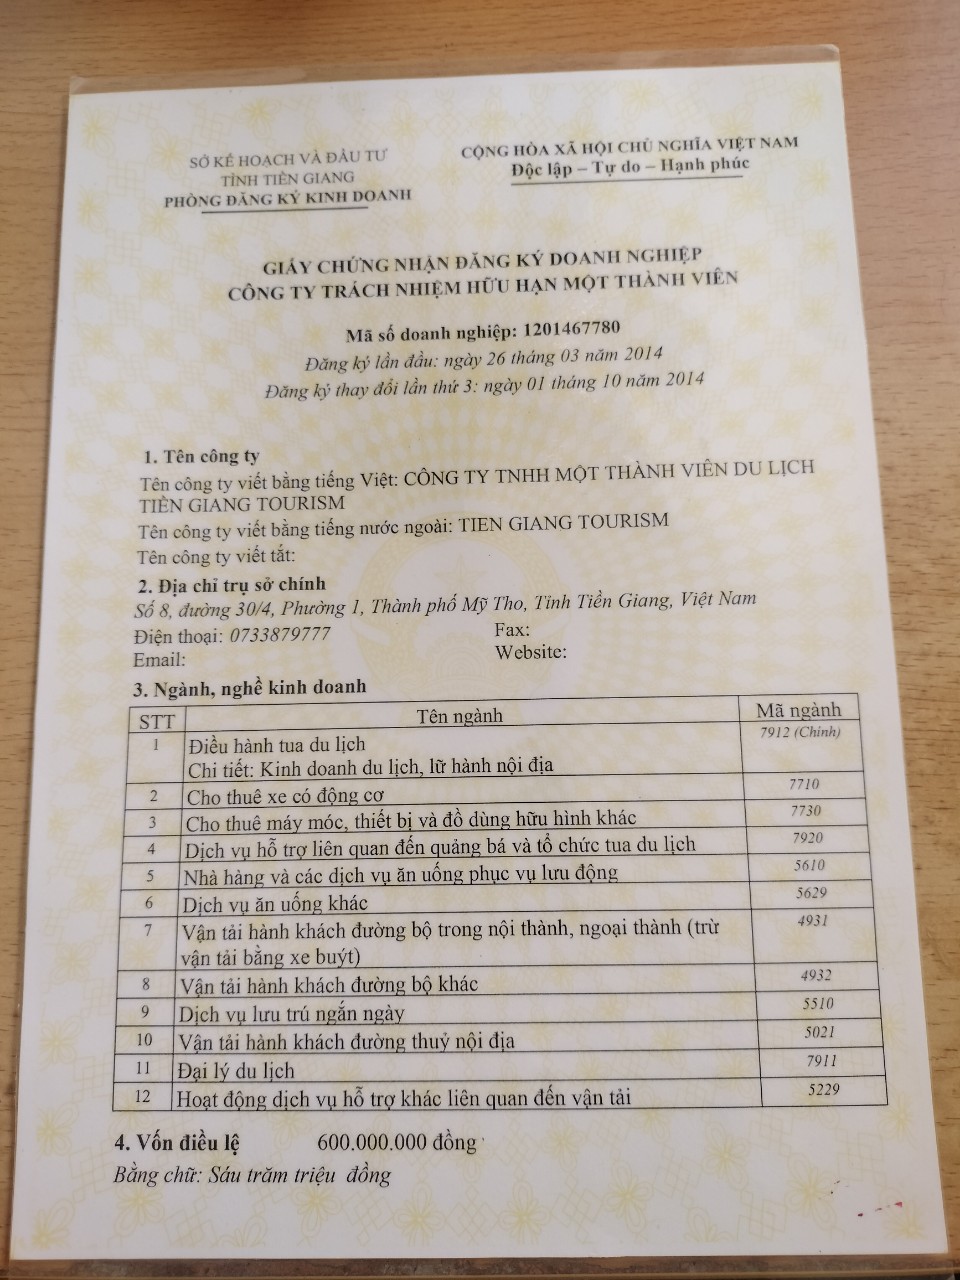 SỞ KẾ HOẠCH VÀ ĐẦU TƯ
TỈNH TIỀN GIANG
PHÒNG ĐĂNG KÝ KINH DOANH
CỘNG HÒA XÃ HỘI CHỦ NGHĨA VIỆT NAM
Độc lập – Tự do – Hạnh phúc
GIẤY CHỨNG NHẬN ĐĂNG KÝ DOANH NGHIỆP
CÔNG TY TRÁCH NHIỆM HỮU HẠN MỘT THÀNH VIÊN
Mã số doanh nghiệp: 1201467780
Đăng ký lần đầu: ngày 26 tháng 03 năm 2014
Đăng ký thay đổi lần thứ 3: ngày 01 tháng 10 năm 2014
1. Tên công ty
Tên công ty viết bằng tiếng Việt: CÔNG TY TNHH MỘT THÀNH VIÊN DU LỊCH
TIỀN GIANG TOURISM
Tên công ty viết bằng tiếng nước ngoài: TIEN GIANG TOURISM
Tên công ty viết tắt:
2. Địa chỉ trụ sở chính
Số 8, đường 30/4, Phường 1, Thành phố Mỹ Tho, Tỉnh Tiền Giang, Việt Nam
Điện thoại: 0733879777 Fax:
Email: Website:
3. Ngành, nghề kinh doanh
STT Tên ngành Mã ngành
1 Điều hành tua du lịch 7912 (Chính)
Chi tiết: Kinh doanh du lịch, lữ hành nội địa
2 Cho thuê xe có động cơ 7710
3 Cho thuê máy móc, thiết bị và đồ dùng hữu hình khác 7730
4 Dịch vụ hỗ trợ liên quan đến quảng bá và tổ chức tua du lịch 7920
5 Nhà hàng và các dịch vụ ăn uống phục vụ lưu động 5610
6 Dịch vụ ăn uống khác 5629
7 Vận tải hành khách đường bộ trong nội thành, ngoại thành (trừ 4931
vận tải bằng xe buýt)
8 Vận tải hành khách đường bộ khác 4932
9 Dịch vụ lưu trú ngắn ngày 5510
10 Vận tải hành khách đường thuỷ nội địa 5021
11 Đại lý du lịch 7911
12 Hoạt động dịch vụ hỗ trợ khác liên quan đến vận tải 5229
4. Vốn điều lệ 600.000.000 đồng
Bằng chữ: Sáu trăm triệu đồng